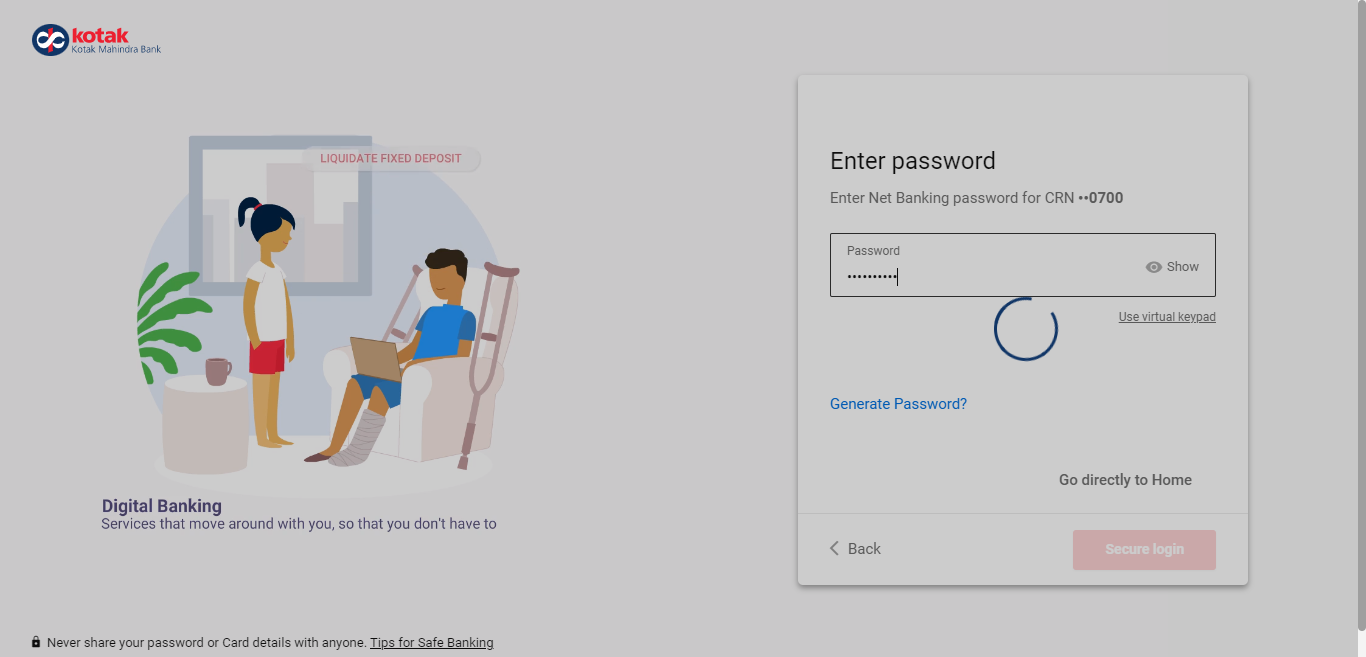 kotak
Kotak Mahindra Bank
LIQUIDATE FIXED DEPOSIT
Digital Banking
Services that move around with you, so that you don't have to
Enter password
Enter Net Banking password for CRN ••0700
Password
••••••••••
Show
Use virtual keypad
Generate Password?
Go directly to Home
Back
Secure login
Never share your password or Card details with anyone. Tips for Safe Banking